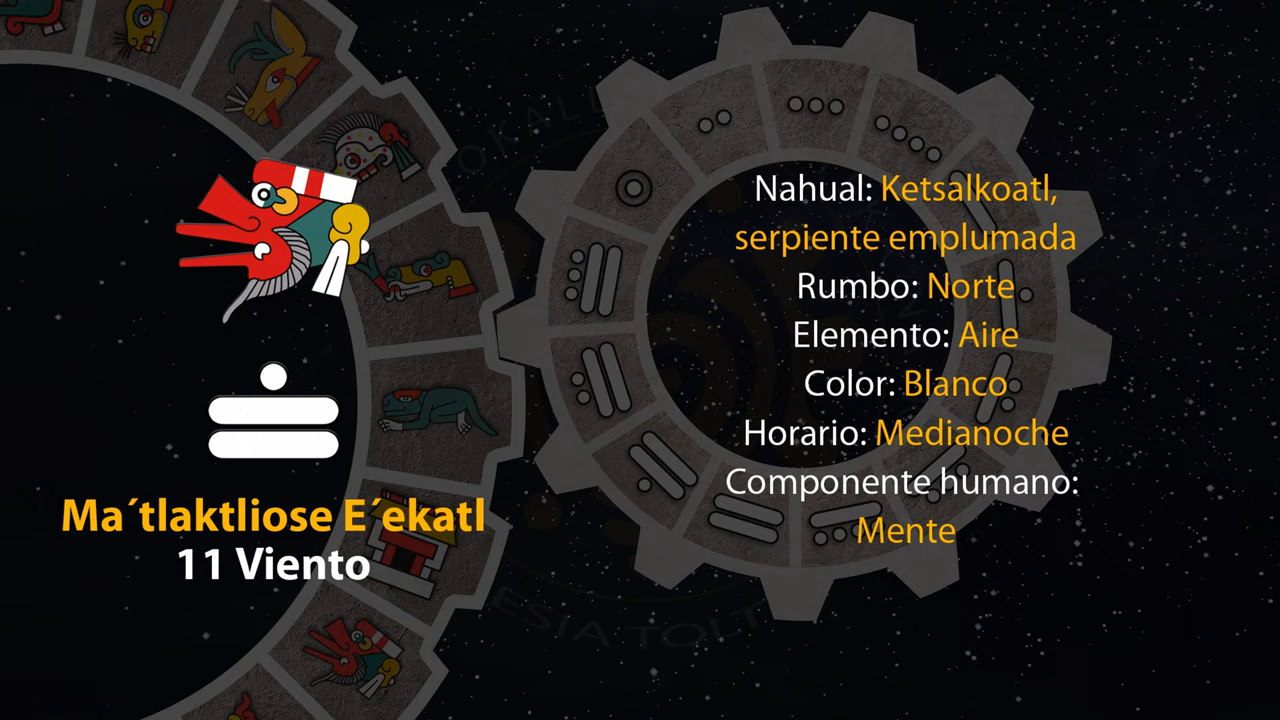 Ma´tlaktliose E´ekatl
11 Viento
Nahual: Ketsalkoatl,
serpiente emplumada
Rumbo: Norte
Elemento: Aire
Color: Blanco
Horario: Medianoche
Componente humano:
Mente